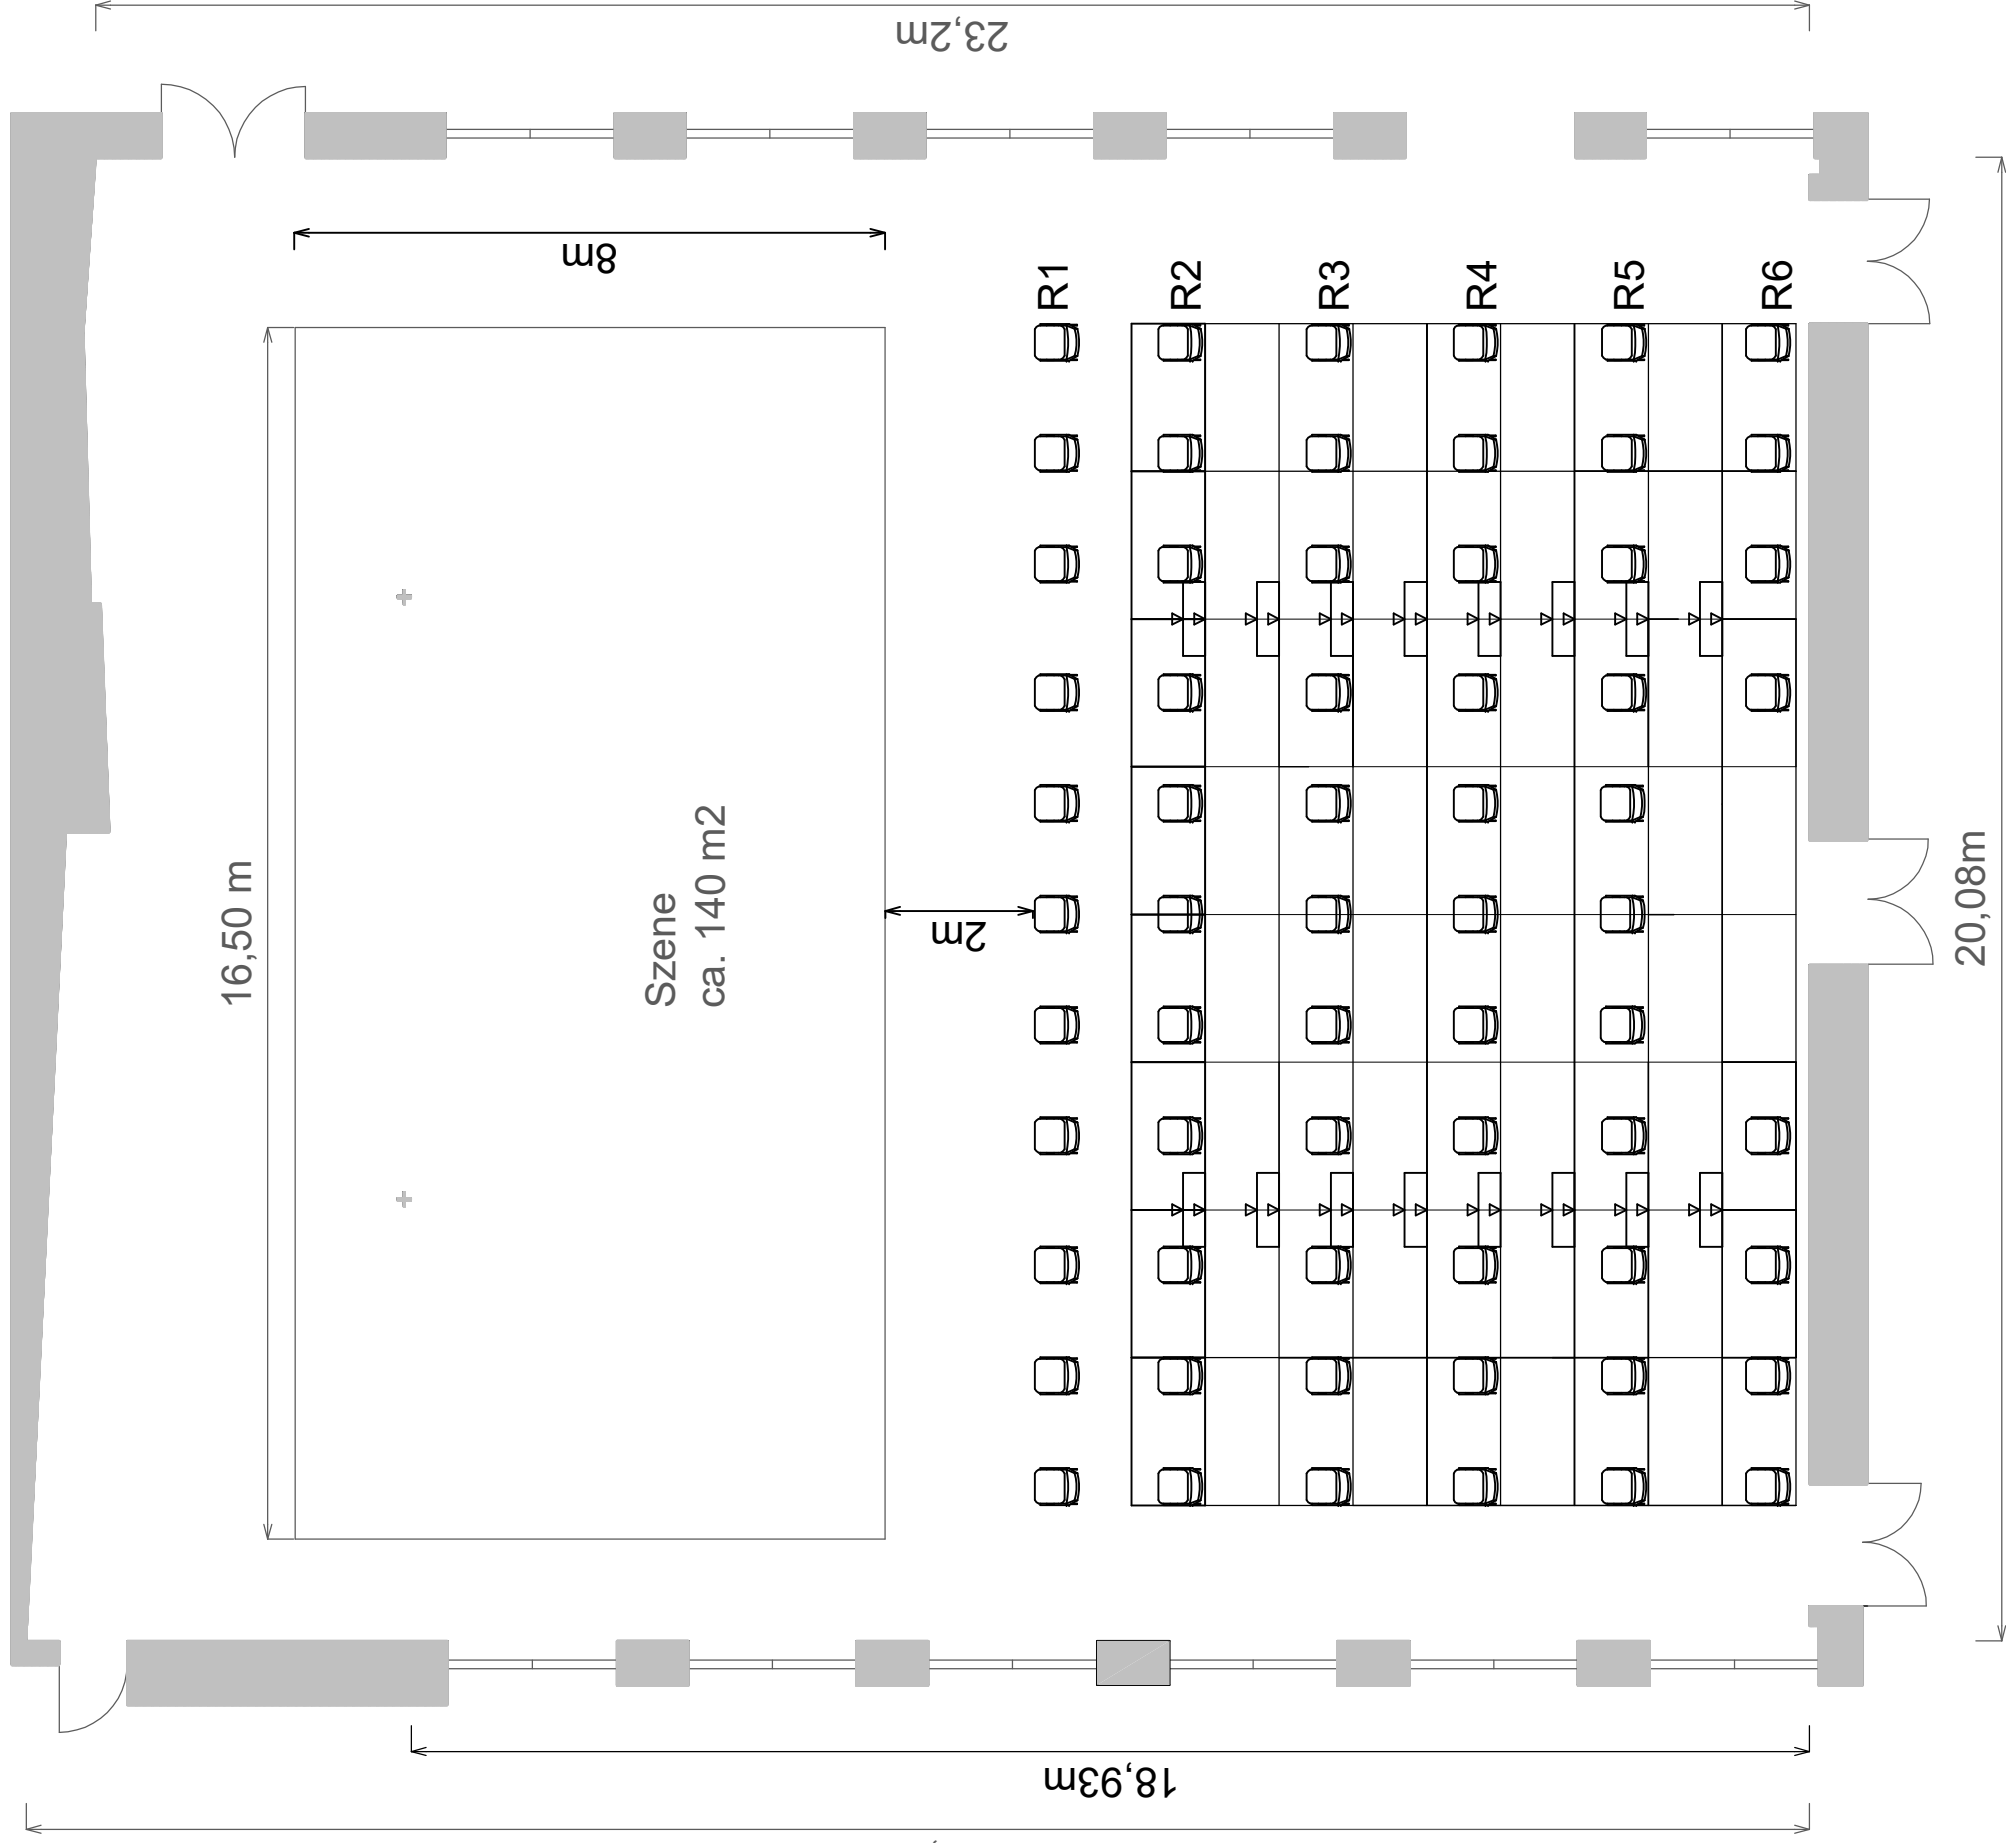 23,2m
8m
R1
R2
R3
R4
R5
R6
16,50 m
Szene
ca. 140 m2
2m
20,08m
18,93m